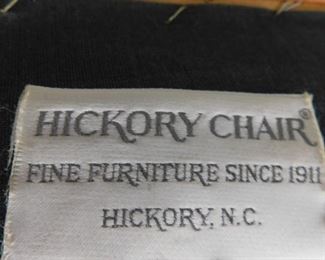 HICKORY CHAIR®
FINE FURNITURE SINCE 1911
HICKORY, N.C.